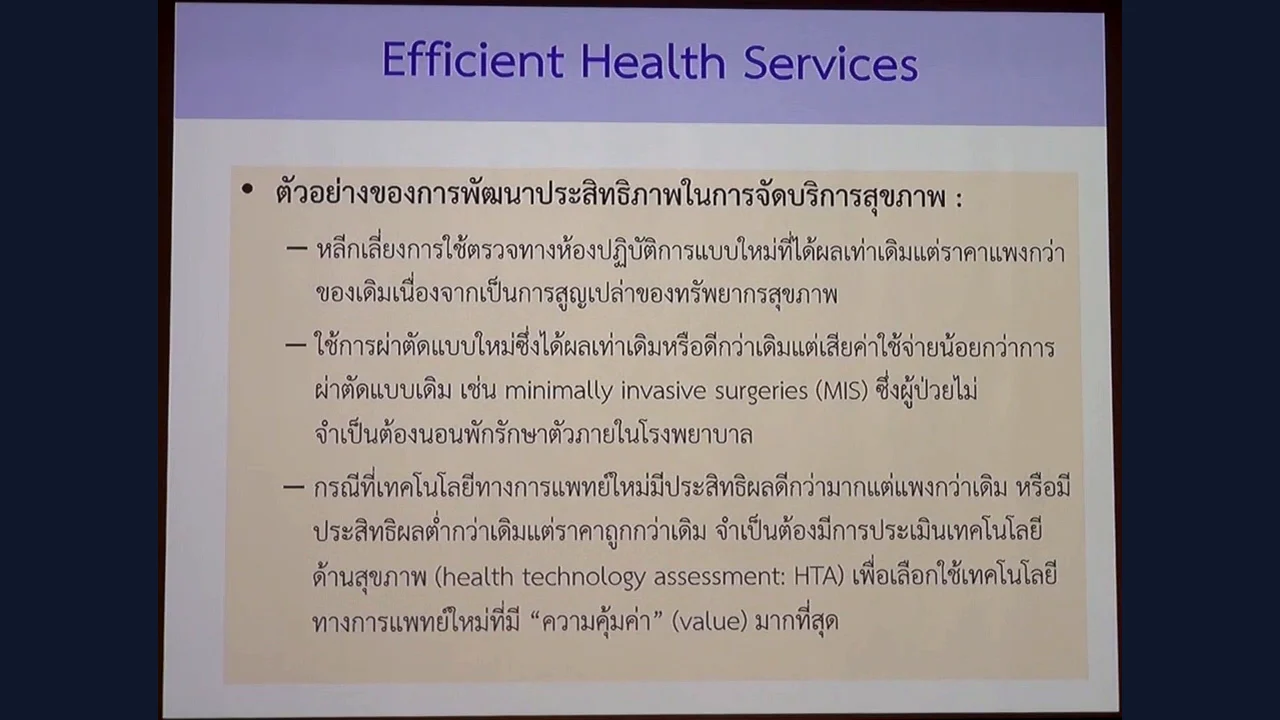 Efficient Health Services
• ตัวอย่างของการพัฒนาประสิทธิภาพในการจัดบริการสุขภาพ :
— หลีกเลี่ยงการใช้ตรวจทางห้องปฏิบัติการแบบใหม่ที่ได้ผลเท่าเดิมแต่ราคาแพงกว่า
ของเดิมเนื่องจากเป็นการสูญเปล่าของทรัพยากรสุขภาพ
— ใช้การผ่าตัดแบบใหม่ซึ่งได้ผลเท่าเดิมหรือดีกว่าเดิมแต่เสียค่าใช้จ่ายน้อยกว่าการ
ผ่าตัดแบบเดิม เช่น minimally invasive surgeries (MIS) ซึ่งผู้ป่วยไม่
จำเป็นต้องนอนพักรักษาตัวภายในโรงพยาบาล
— กรณีที่เทคโนโลยีทางการแพทย์ใหม่มีประสิทธิผลดีกว่ามากแต่แพงกว่าเดิม หรือมี
ประสิทธิผลต่ำกว่าเดิมแต่ราคาถูกกว่าเดิม จำเป็นต้องมีการประเมินเทคโนโลยี
ด้านสุขภาพ (health technology assessment: HTA) เพื่อเลือกใช้เทคโนโลยี
ทางการแพทย์ใหม่ที่มี “ความคุ้มค่า” (value) มากที่สุด